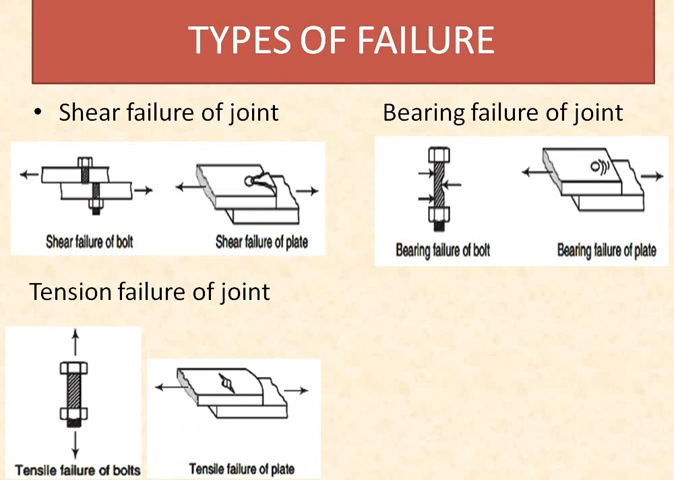 TYPES OF FAILURE
• Shear failure of joint
Bearing failure of joint
Shear failure of bolt
Shear failure of plate
Bearing failure of bolt
Bearing failure of plate
Tension failure of joint
Tensile failure of bolts
Tensile failure of plate